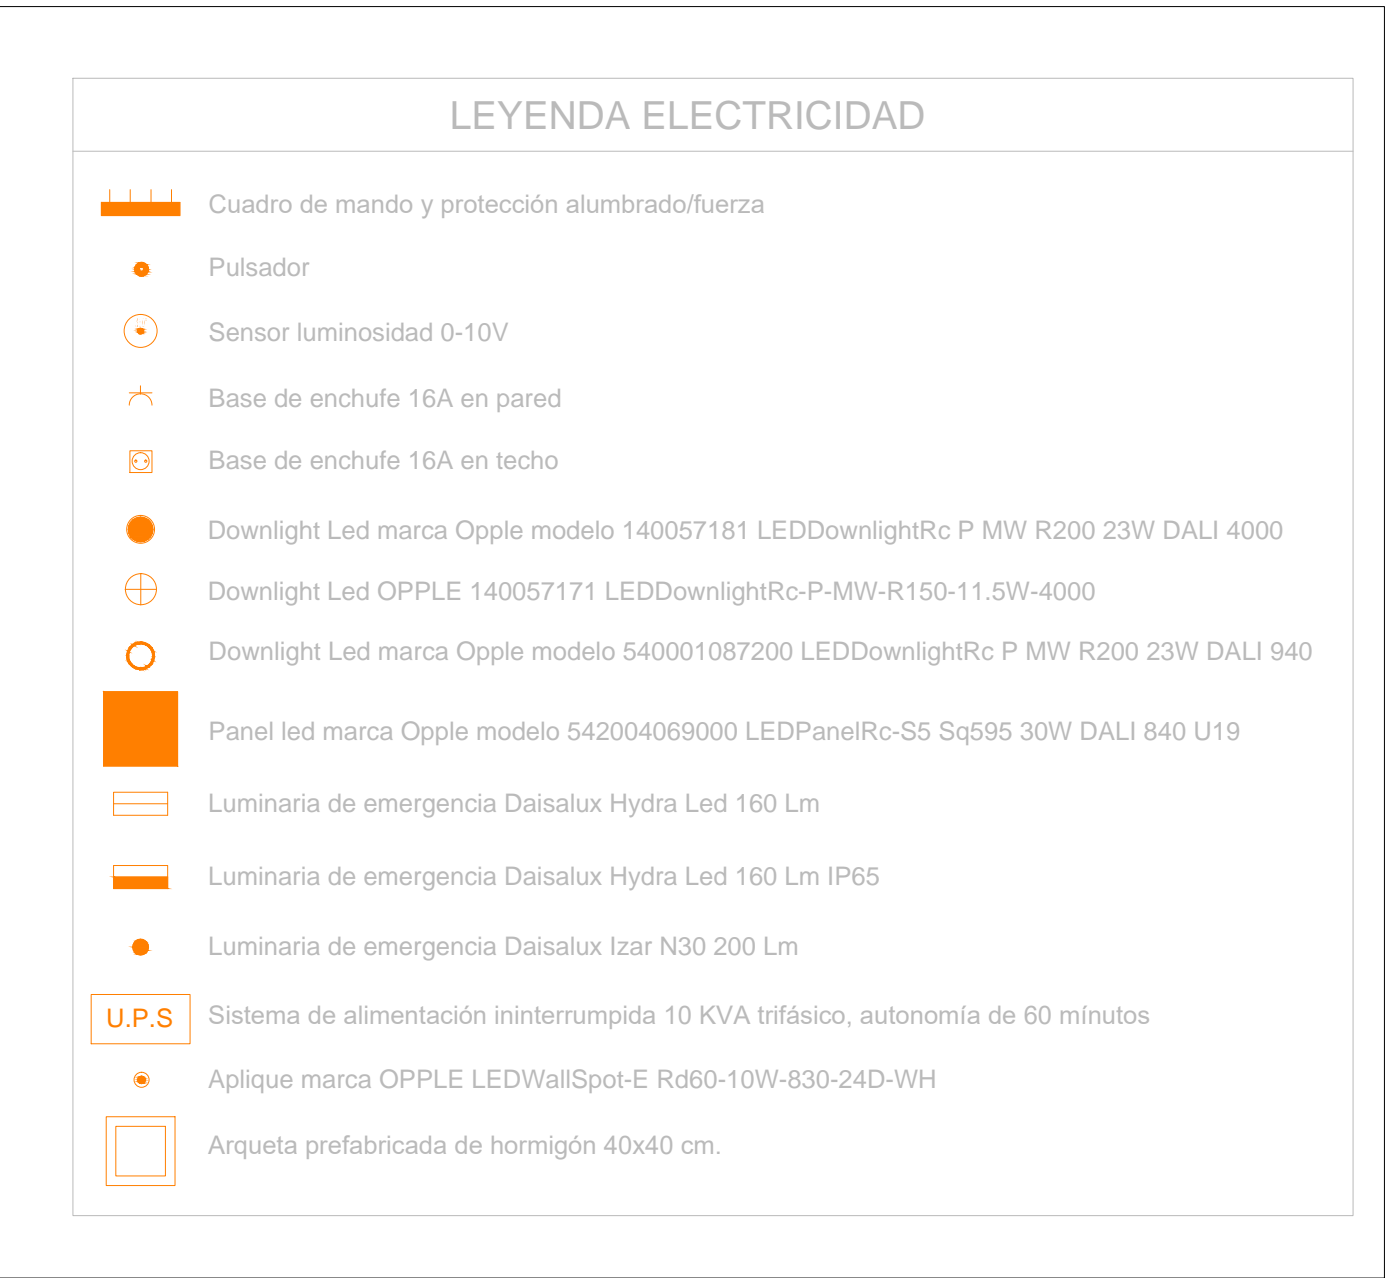 LEYENDA ELECTRICIDAD
Cuadro de mando y protección alumbrado/fuerza
Pulsador
Sensor luminosidad 0-10V
Base de enchufe 16A en pared
Base de enchufe 16A en techo
Downlight Led marca Opple modelo 140057181 LEDDownlightRc P MW R200 23W DALI 4000
Downlight Led OPPLE 140057171 LEDDownlightRc-P-MW-R150-11.5W-4000
Downlight Led marca Opple modelo 540001087200 LEDDownlightRc P MW R200 23W DALI 940
Panel led marca Opple modelo 542004069000 LEDPanelRc-S5 Sq595 30W DALI 840 U19
Luminaria de emergencia Daisalux Hydra Led 160 Lm
Luminaria de emergencia Daisalux Hydra Led 160 Lm IP65
Luminaria de emergencia Daisalux Izar N30 200 Lm
U.P.S Sistema de alimentación ininterrumpida 10 KVA trifásico, autonomía de 60 mínutos
Aplique marca OPPLE LEDWallSpot-E Rd60-10W-830-24D-WH
Arqueta prefabricada de hormigón 40x40 cm.